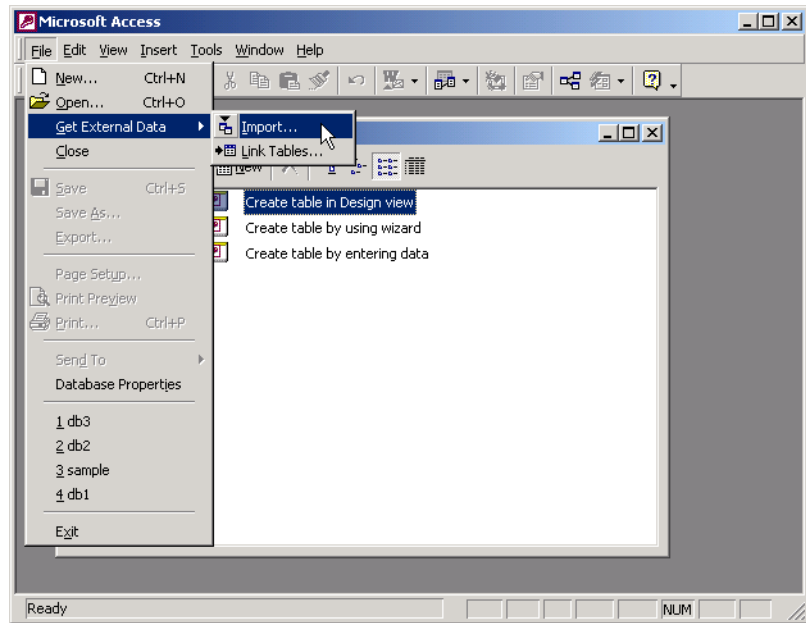 Microsoft Access
File Edit View Insert Tools Window Help
New... Ctrl+N
Open... Ctrl+O
Get External Data
Import...
Close
Link Tables...
New
Save Ctrl+S
Create table in Design view
Save As...
Create table by using wizard
Export...
Create table by entering data
Page Setup...
Print Preview
Print... Ctrl+P
Send To
Database Properties
1 db3
2 db2
3 sample
4 db1
Exit
Ready NUM